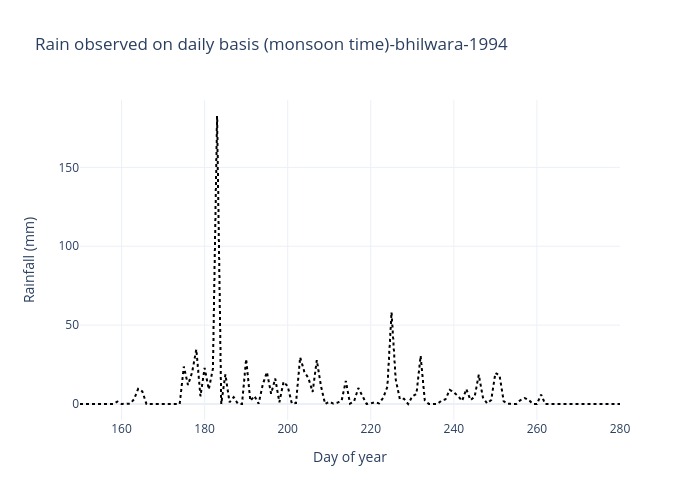 Rain observed on daily basis (monsoon time)-bhilwara-1994
Rainfall (mm)
150
100
50
0
160 180 200 220 240 260 280
Day of year